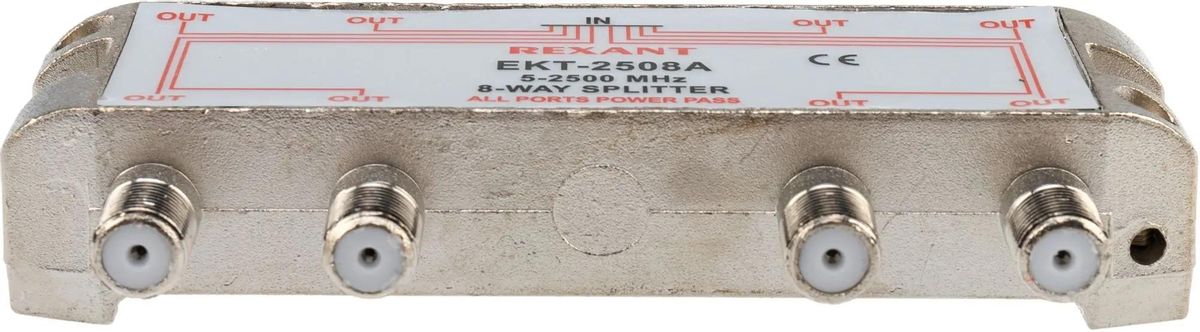 OUT OUT IN OUT OUT
REXANT
EKT-2508A
CE
5-2500 MHz
8-WAY SPLITTER
OUT OUT OUT OUT
ALL PORTS POWER PASS